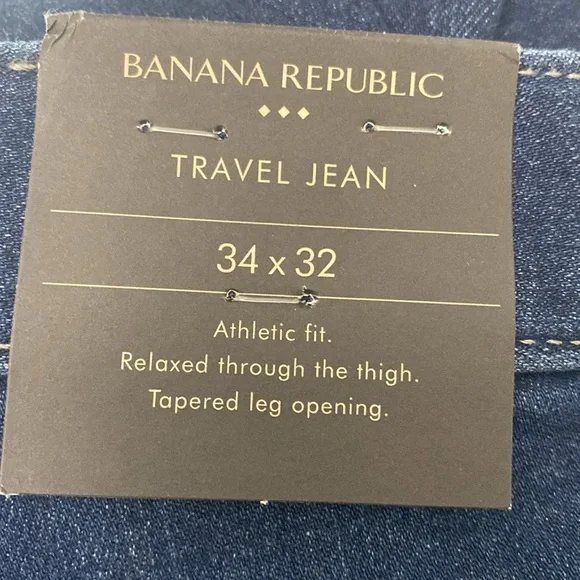 BANANA REPUBLIC
TRAVEL JEAN
34 x 32
Athletic fit.
Relaxed through the thigh.
Tapered leg opening.